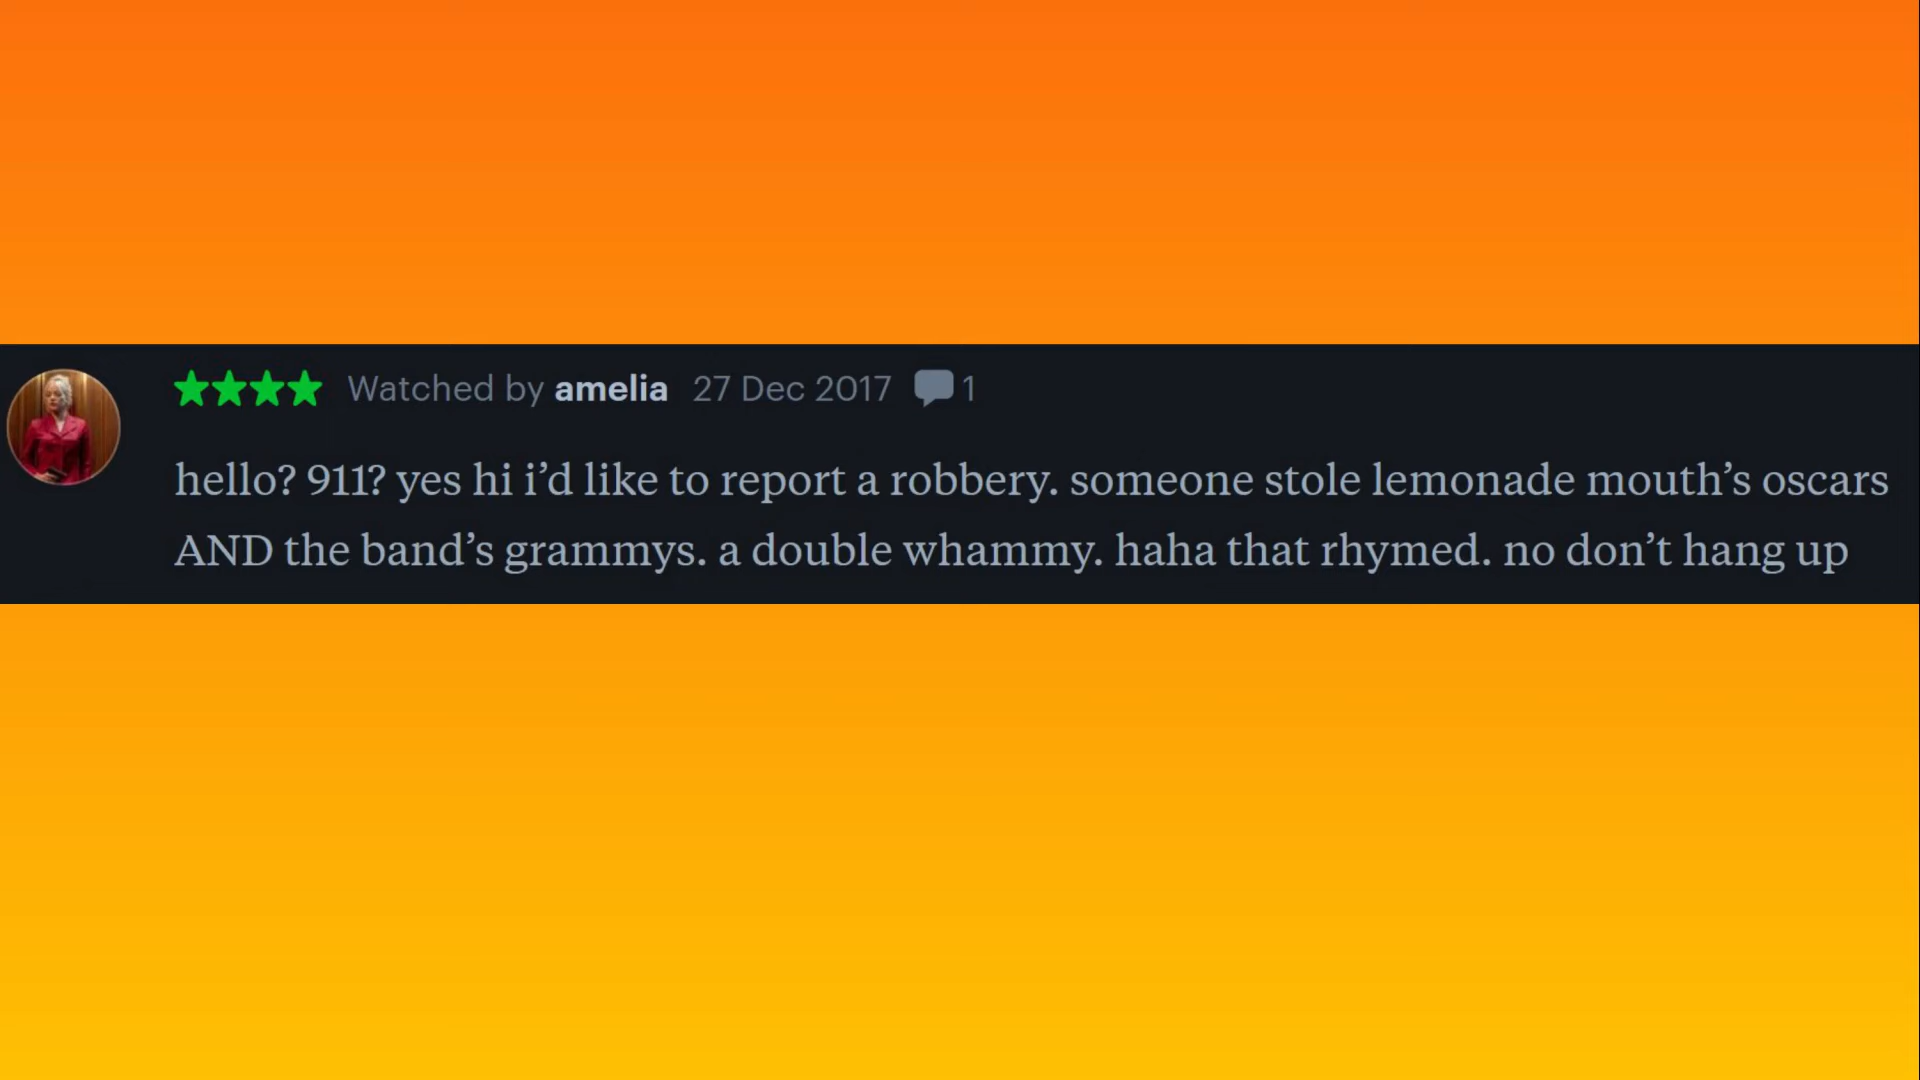 ★★★★ Watched by amelia 27 Dec 2017 1
hello? 911? yes hi i’d like to report a robbery. someone stole lemonade mouth’s oscars
AND the band’s grammys. a double whammy. haha that rhymed. no don’t hang up